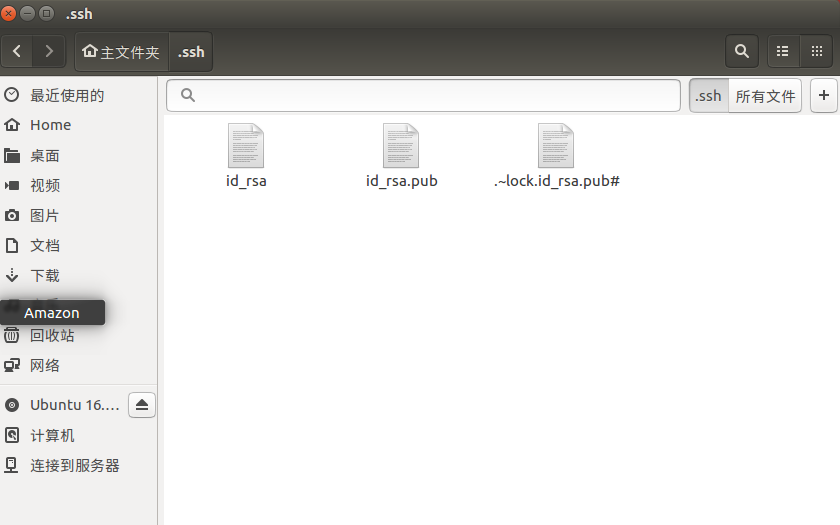 .ssh
主文件夹
.ssh
最近使用的
.ssh
所有文件
Home
桌面
id_rsa
id_rsa.pub
.~lock.id_rsa.pub#
视频
图片
文档
下载
Amazon
回收站
网络
Ubuntu 16....
计算机
连接到服务器